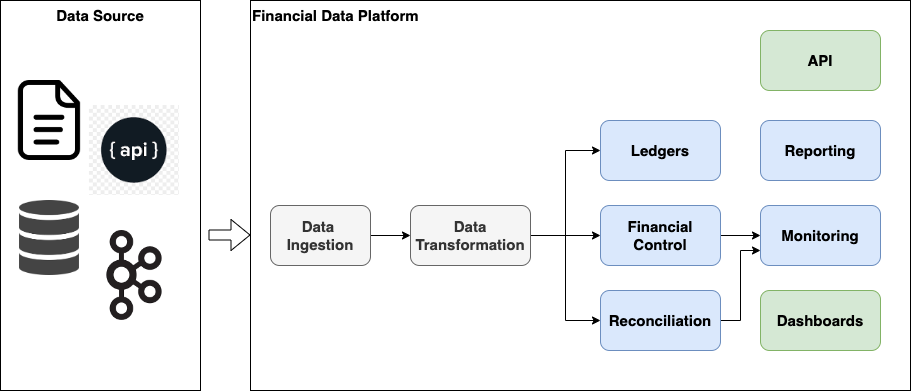 Data Source
{ api }
Financial Data Platform
Data
Ingestion
Data
Transformation
Ledgers
Financial
Control
Reconciliation
API
Reporting
Monitoring
Dashboards